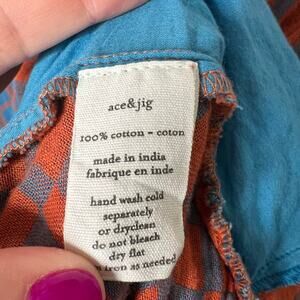 ace&jig
100% cotton - coton
made in india
fabrique en inde
hand wash cold
separately
or dryclean
do not bleach
dry flat
iron as needed